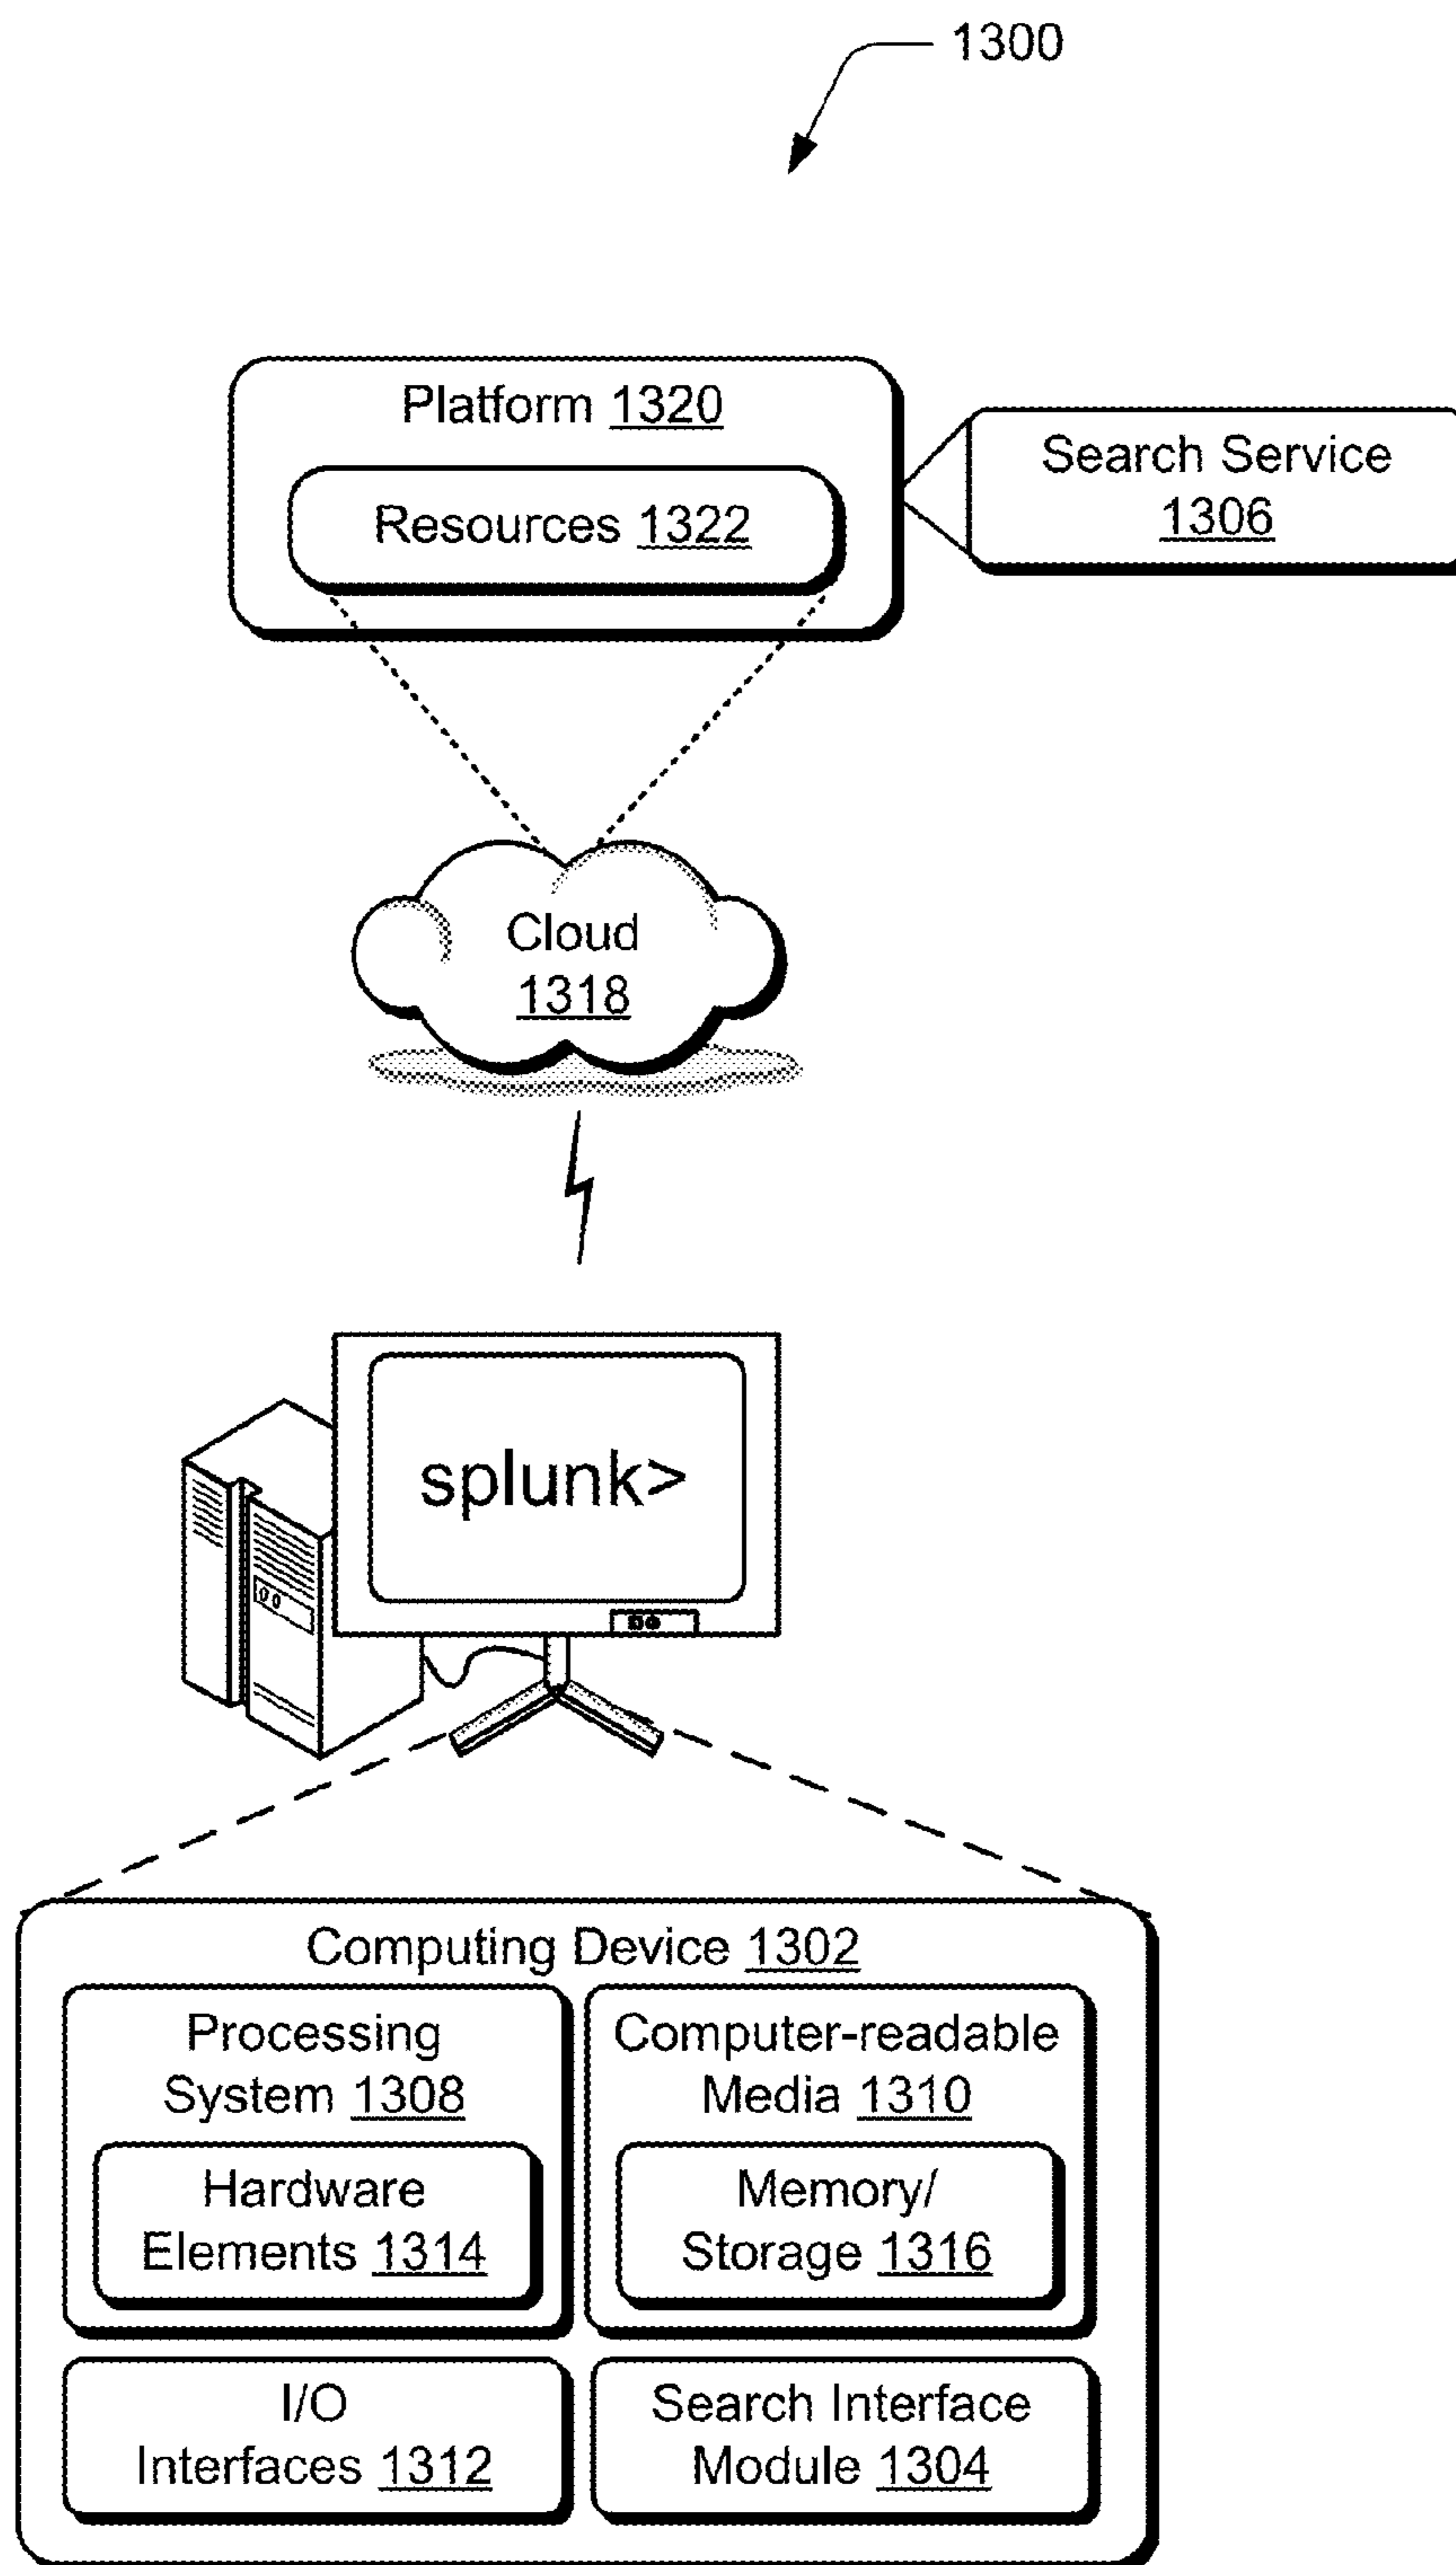 1300
Platform 1320
Resources 1322
Search Service
1306
Cloud
1318
splunk>
Computing Device 1302
Processing
System 1308
Hardware
Elements 1314
Computer-readable
Media 1310
Memory/
Storage 1316
I/O
Interfaces 1312
Search Interface
Module 1304